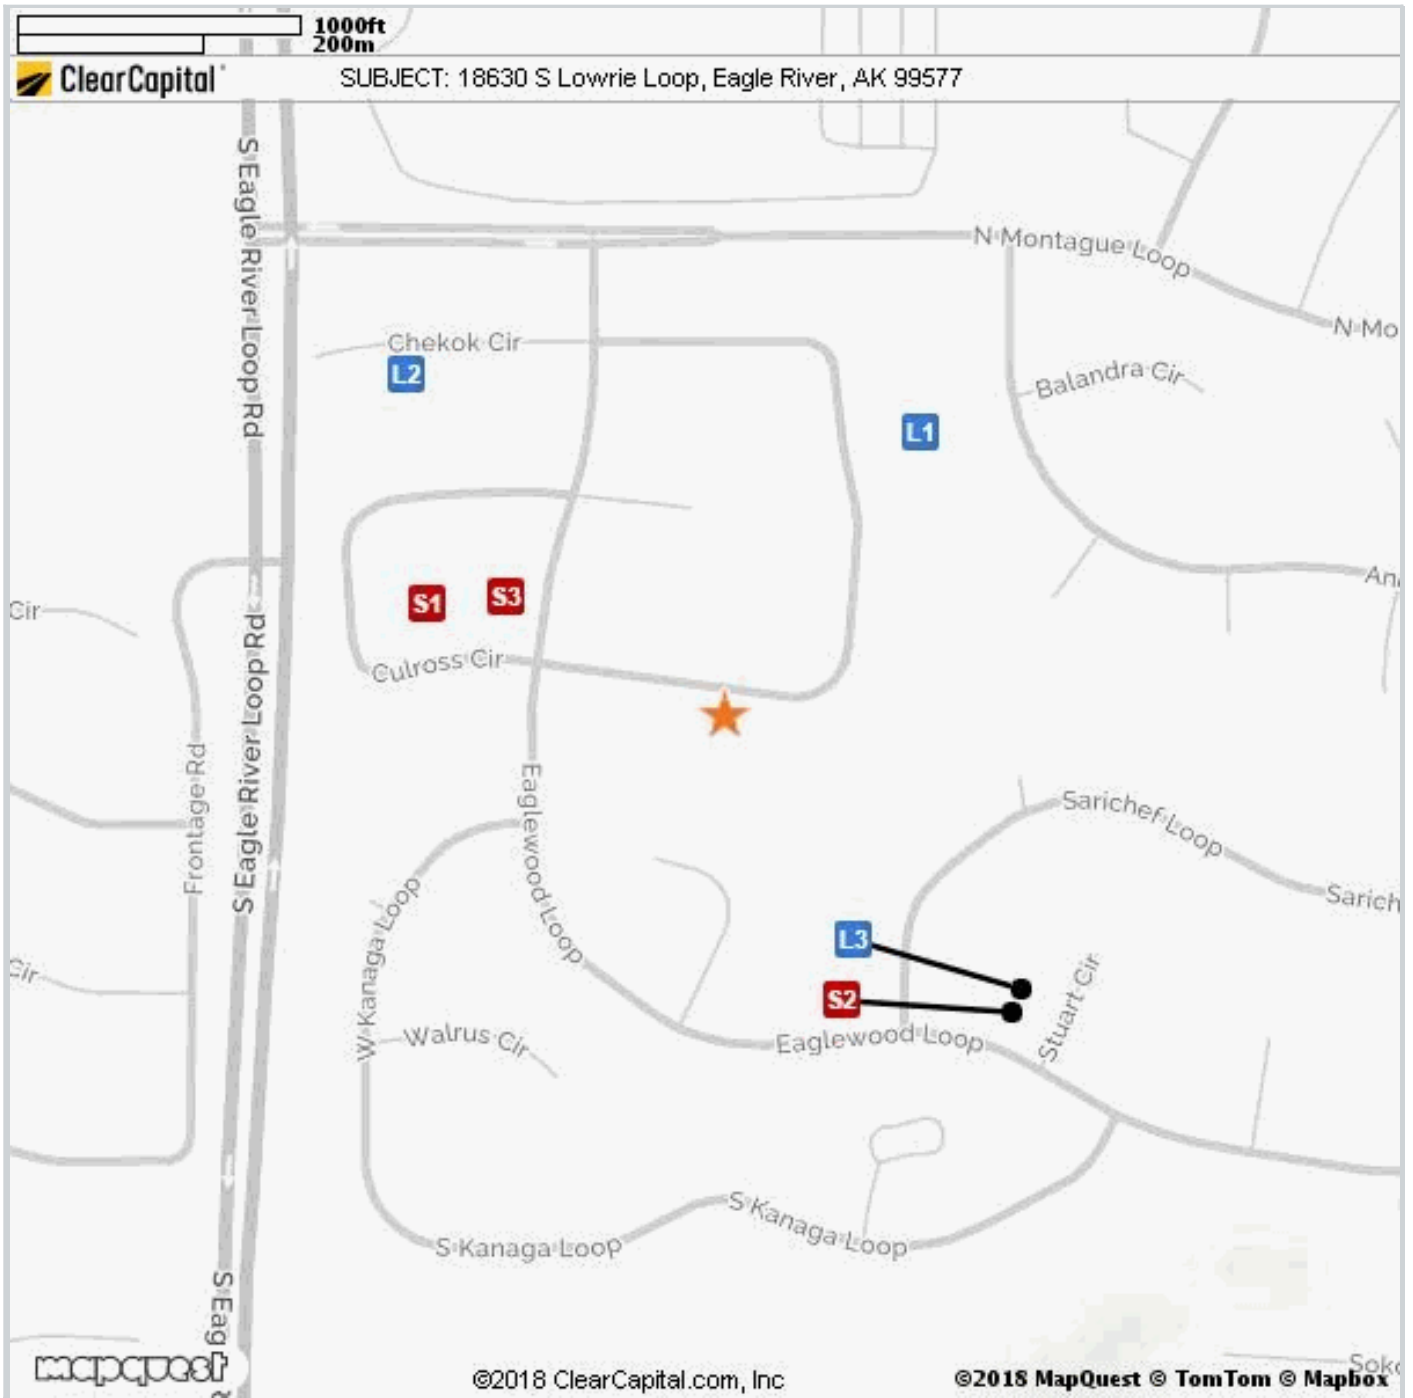 1000ft
200m
ClearCapital
SUBJECT: 18630 S Lowrie Loop, Eagle River, AK 99577
S Eagle River Loop Rd
N Montague Loop
N Mo
Chekok Cir
L2
Balandra Cir
L1
An
Cir
S1
S3
Culross Cir
S Eagle River Loop Rd
Frontage Rd
Eaglewood Loop
Sarichef Loop
Sarich
W Kanaga Loop
L3
Cir
S2
Stuart Cir
Walrus Cir
Eaglewood Loop
S Kanaga Loop
S Kanaga Loop
S Eag
R
mapquest
©2018 ClearCapital.com, Inc
Soko
©2018 MapQuest © TomTom © Mapbox